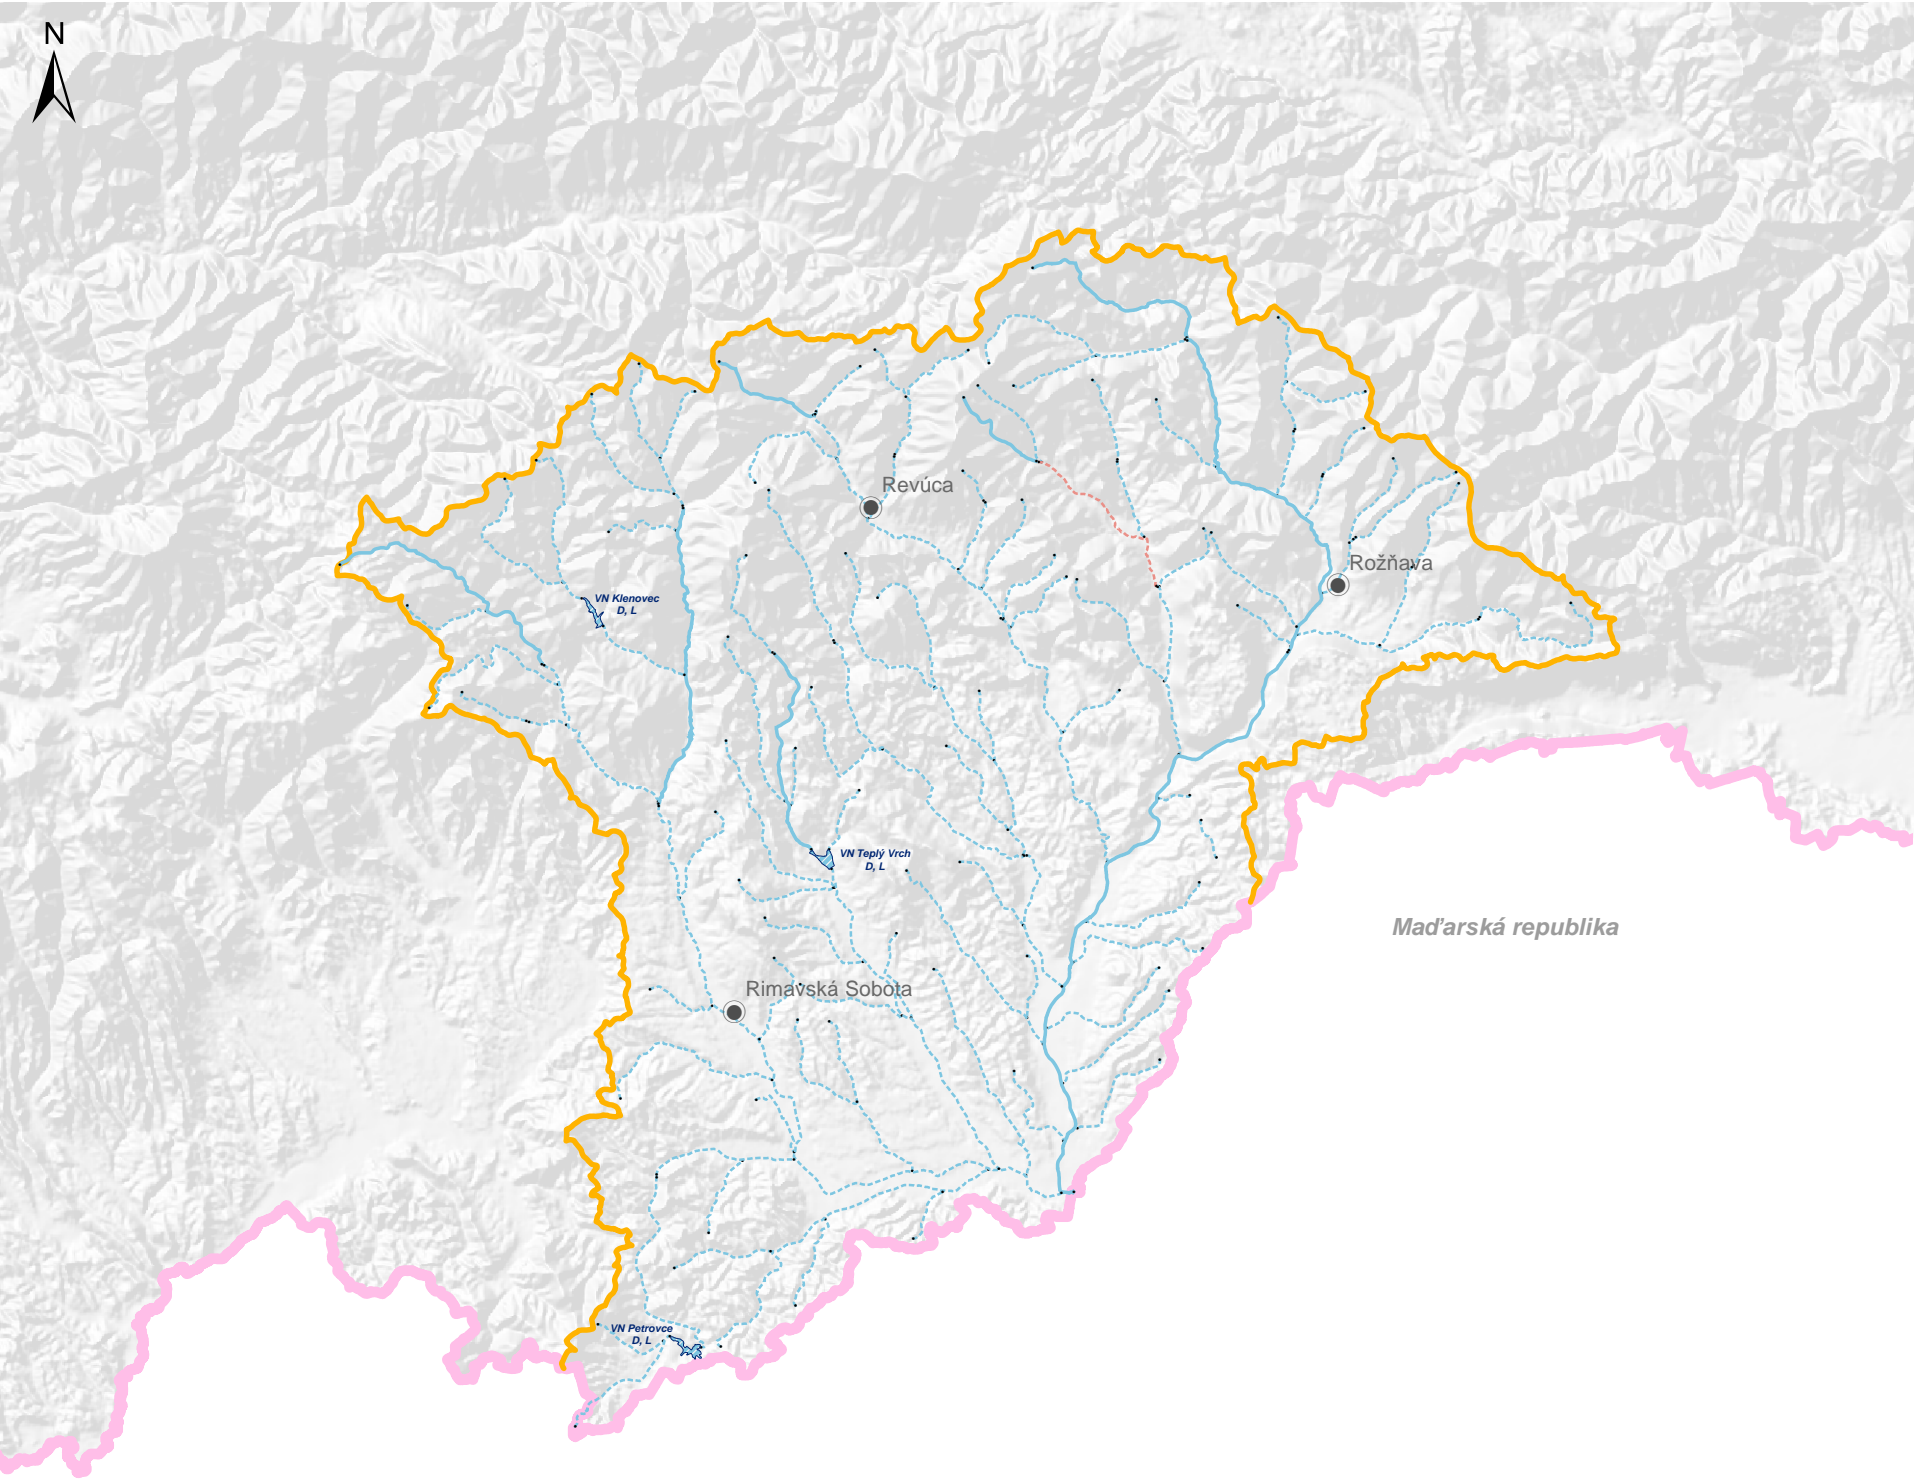 N
Revúca
Rožňava
VN Klenovec
D, L
VN Teplý Vrch
D, L
Maďarská republika
Rimavská Sobota
VN Petrovce
D, L